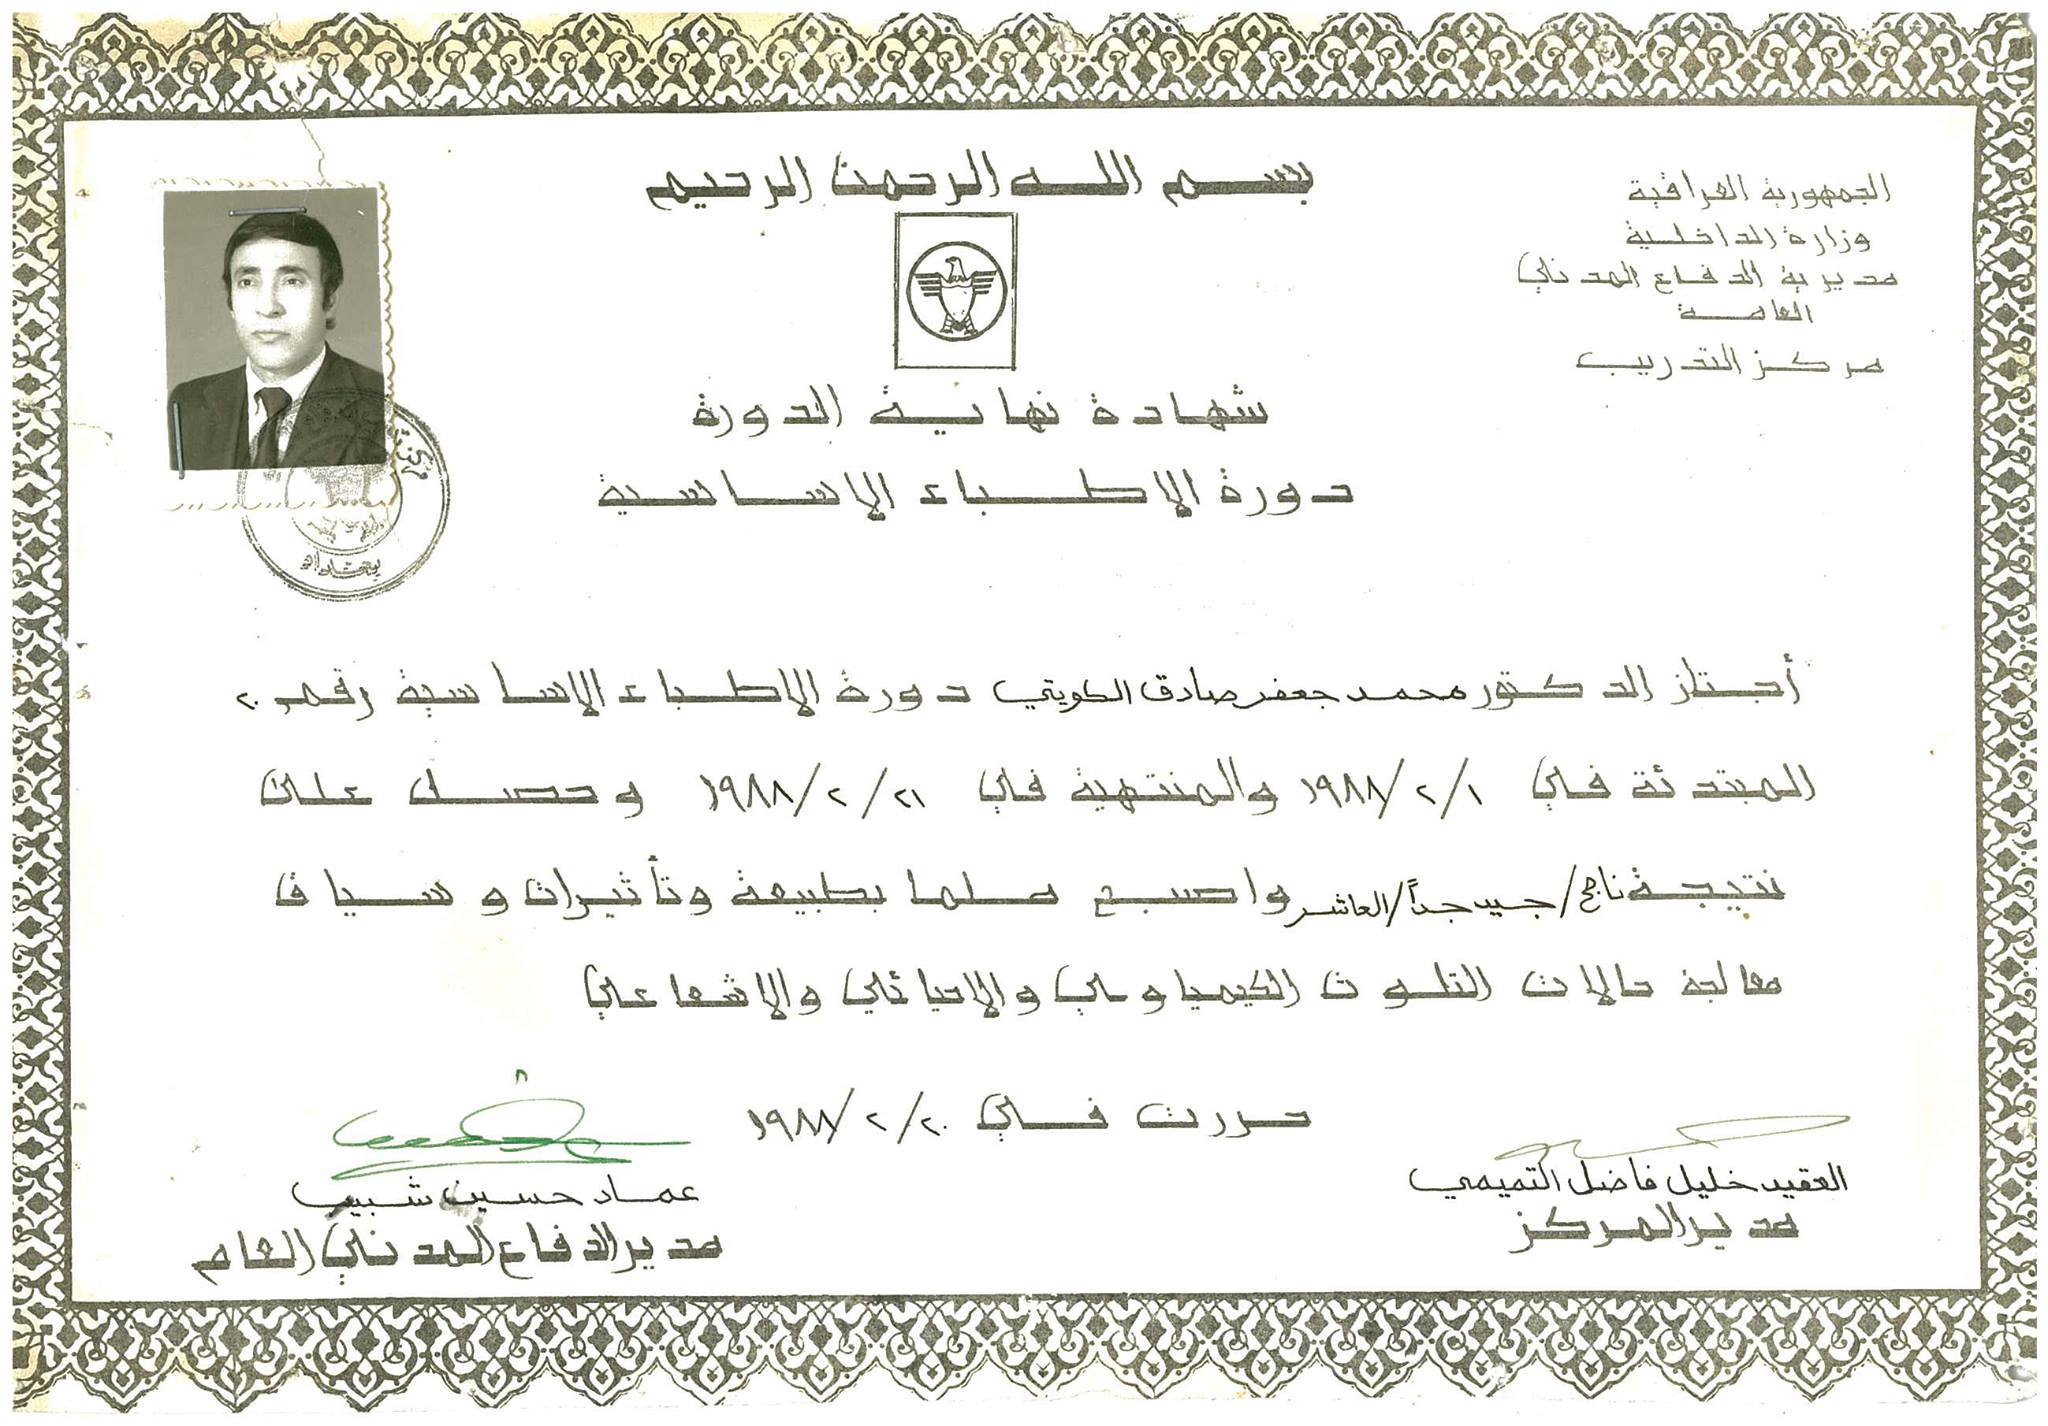 بسم الله الرحمن الرحيم
الجمهورية العراقية
وزارة الداخلية
مديرية الدفاع المدني
العامة
مركز التدريب
شهادة نهاية الدورة
دورة الاطباء الاساسية
بغداد
أجتاز الدكتور محمد جعفر صادق الكويتي دورة الاطباء الاساسية رقم ٢٠
المبتدئة في ١/٢/١٩٨٨ والمنتهية في ٢١/٢/١٩٨٨ وحصل على
نتيجة ناجح/جيد جداً/العاشر واصبح ملما بطبيعة وتأثيرات وسياق
معالجة حالات التلوث الكيمياوي والاحيائي والاشعاعي
حررت في ٢٠/٢/١٩٨٨
العقيد خليل فاضل التميمي
مدير المركز
عماد حسين شبيب
مدير الدفاع المدني العام